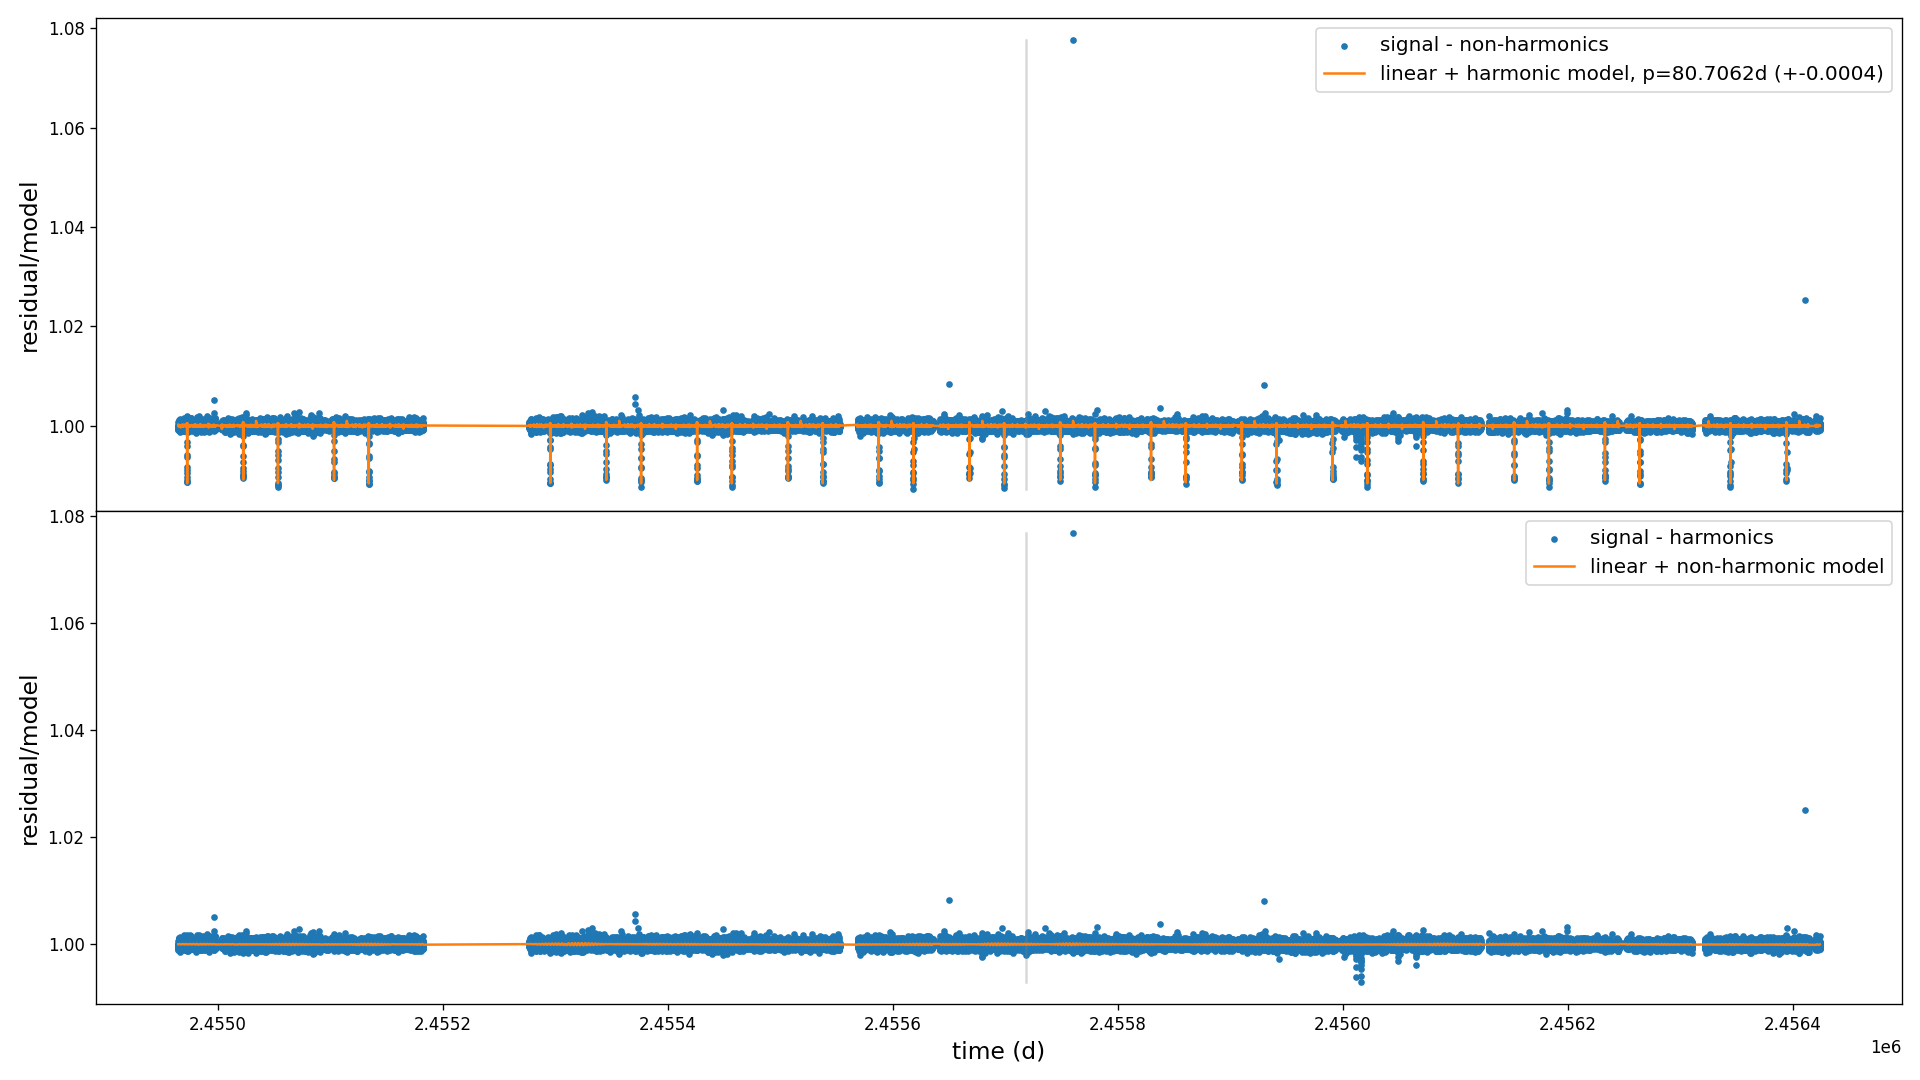 1.08
1.06
1.04
1.02
1.00
residual/model
signal - non-harmonics
linear + harmonic model, p=80.7062d (+-0.0004)
1.08
1.06
1.04
1.02
1.00
residual/model
signal - harmonics
linear + non-harmonic model
2.4550 2.4552 2.4554 2.4556 2.4558 2.4560 2.4562 2.4564
1e6
time (d)